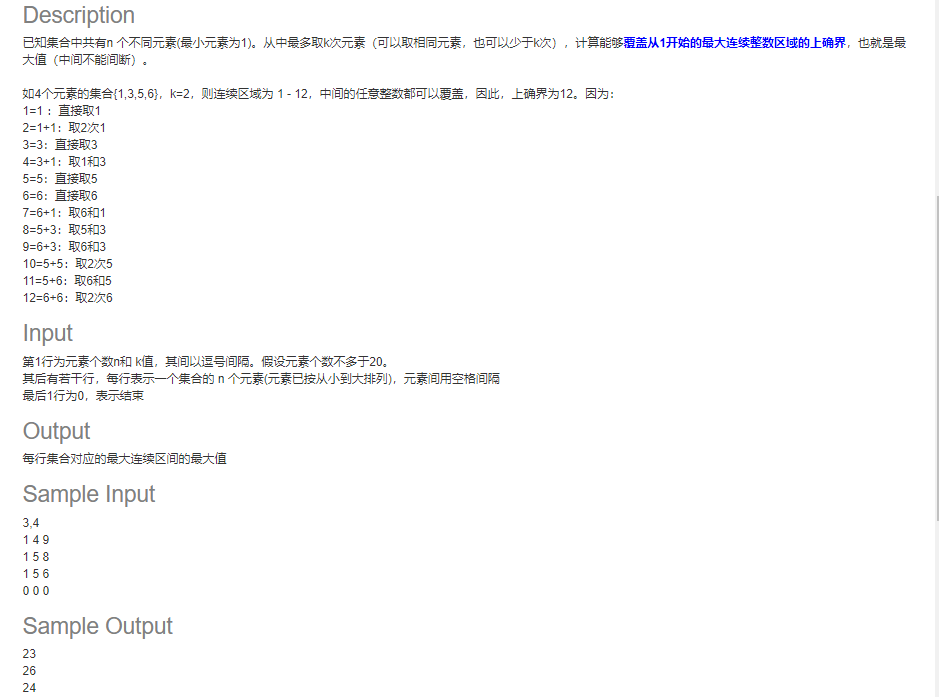 Description
已知集合中共有n 个不同元素(最小元素为1)。从中最多取k次元素（可以取相同元素，也可以少于k次），计算能够覆盖从1开始的最大连续整数区域的上确界，也就是最
大值（中间不能间断）。
如4个元素的集合{1,3,5,6}，k=2，则连续区域为 1 - 12，中间的任意整数都可以覆盖，因此，上确界为12。因为：
1=1 ：直接取1
2=1+1：取2次1
3=3：直接取3
4=3+1：取1和3
5=5：直接取5
6=6：直接取6
7=6+1：取6和1
8=5+3：取5和3
9=6+3：取6和3
10=5+5：取2次5
11=5+6：取6和5
12=6+6：取2次6
Input
第1行为元素个数n和 k值，其间以逗号间隔。假设元素个数不多于20。
其后有若干行，每行表示一个集合的 n 个元素(元素已按从小到大排列)，元素间用空格间隔
最后1行为0，表示结束
Output
每行集合对应的最大连续区间的最大值
Sample Input
3,4
1 4 9
1 5 8
1 5 6
0 0 0
Sample Output
23
26
24